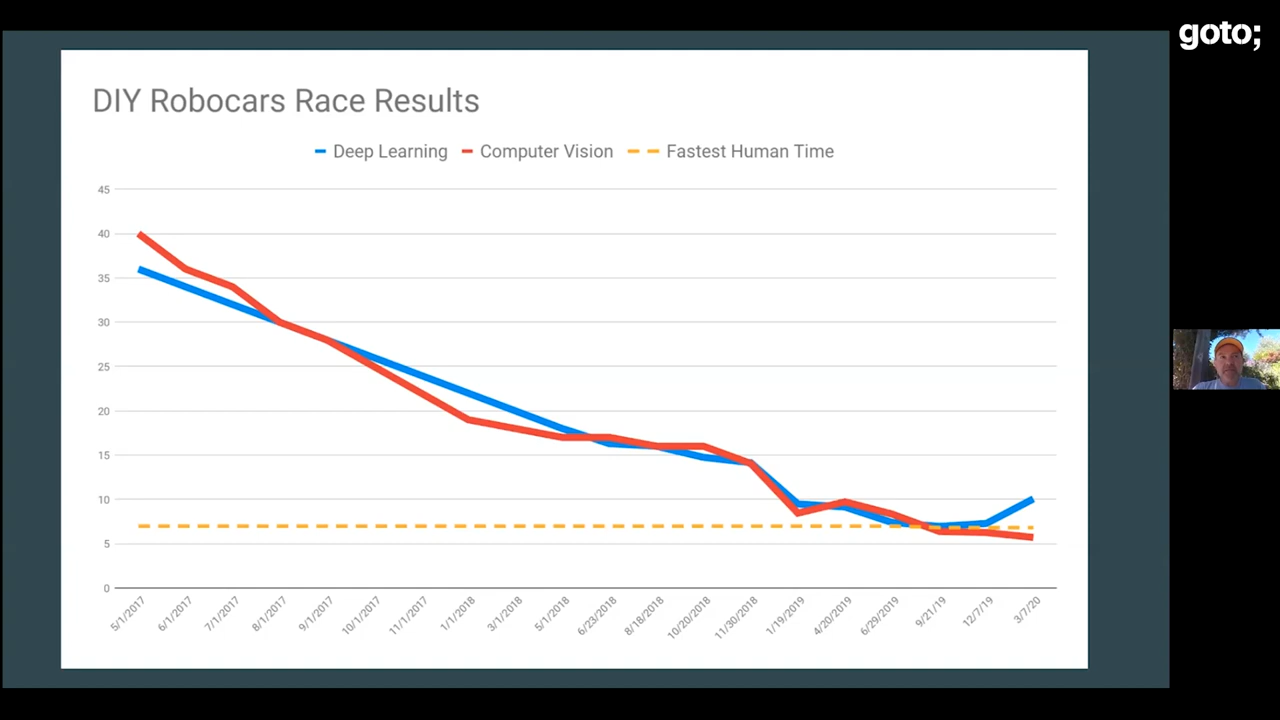 goto;
DIY Robocars Race Results
Deep Learning Computer Vision Fastest Human Time
45
40
35
30
25
20
15
10
5
0
5/1/2017 6/1/2017 7/1/2017 8/1/2017 9/1/2017 10/1/2017 11/1/2017 1/1/2018 3/1/2018 5/1/2018 6/23/2018 8/18/2018 10/20/2018 11/30/2018 1/19/2019 4/20/2019 6/29/2019 9/21/19 12/7/19 3/7/20